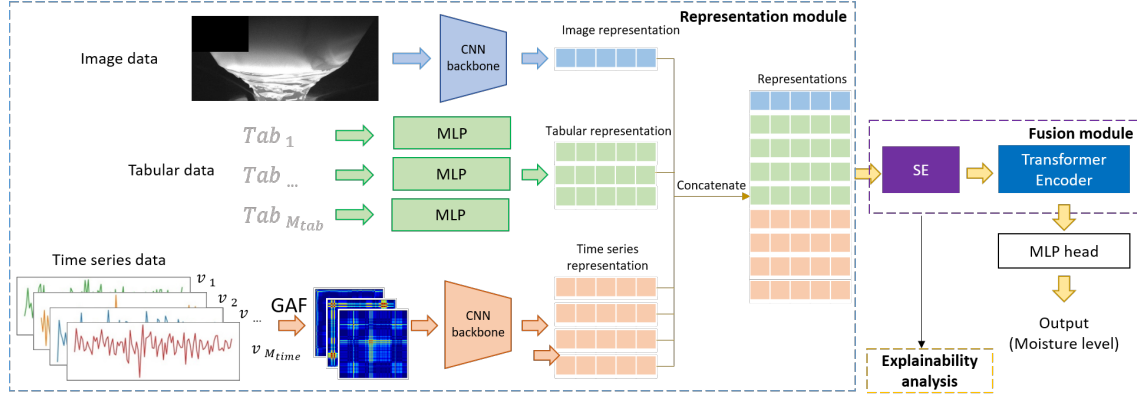 Representation module
Image data
CNN
backbone
Image representation
Representations
Tab 1
MLP
Tabular representation
Tabular data
Tab ...
MLP
Concatenate
Tab M_tab
MLP
Fusion module
SE
Transformer
Encoder
MLP head
Time series data
v 1
v 2
v ...
v M_time
GAF
CNN
backbone
Time series
representation
Output
(Moisture level)
Explainability
analysis